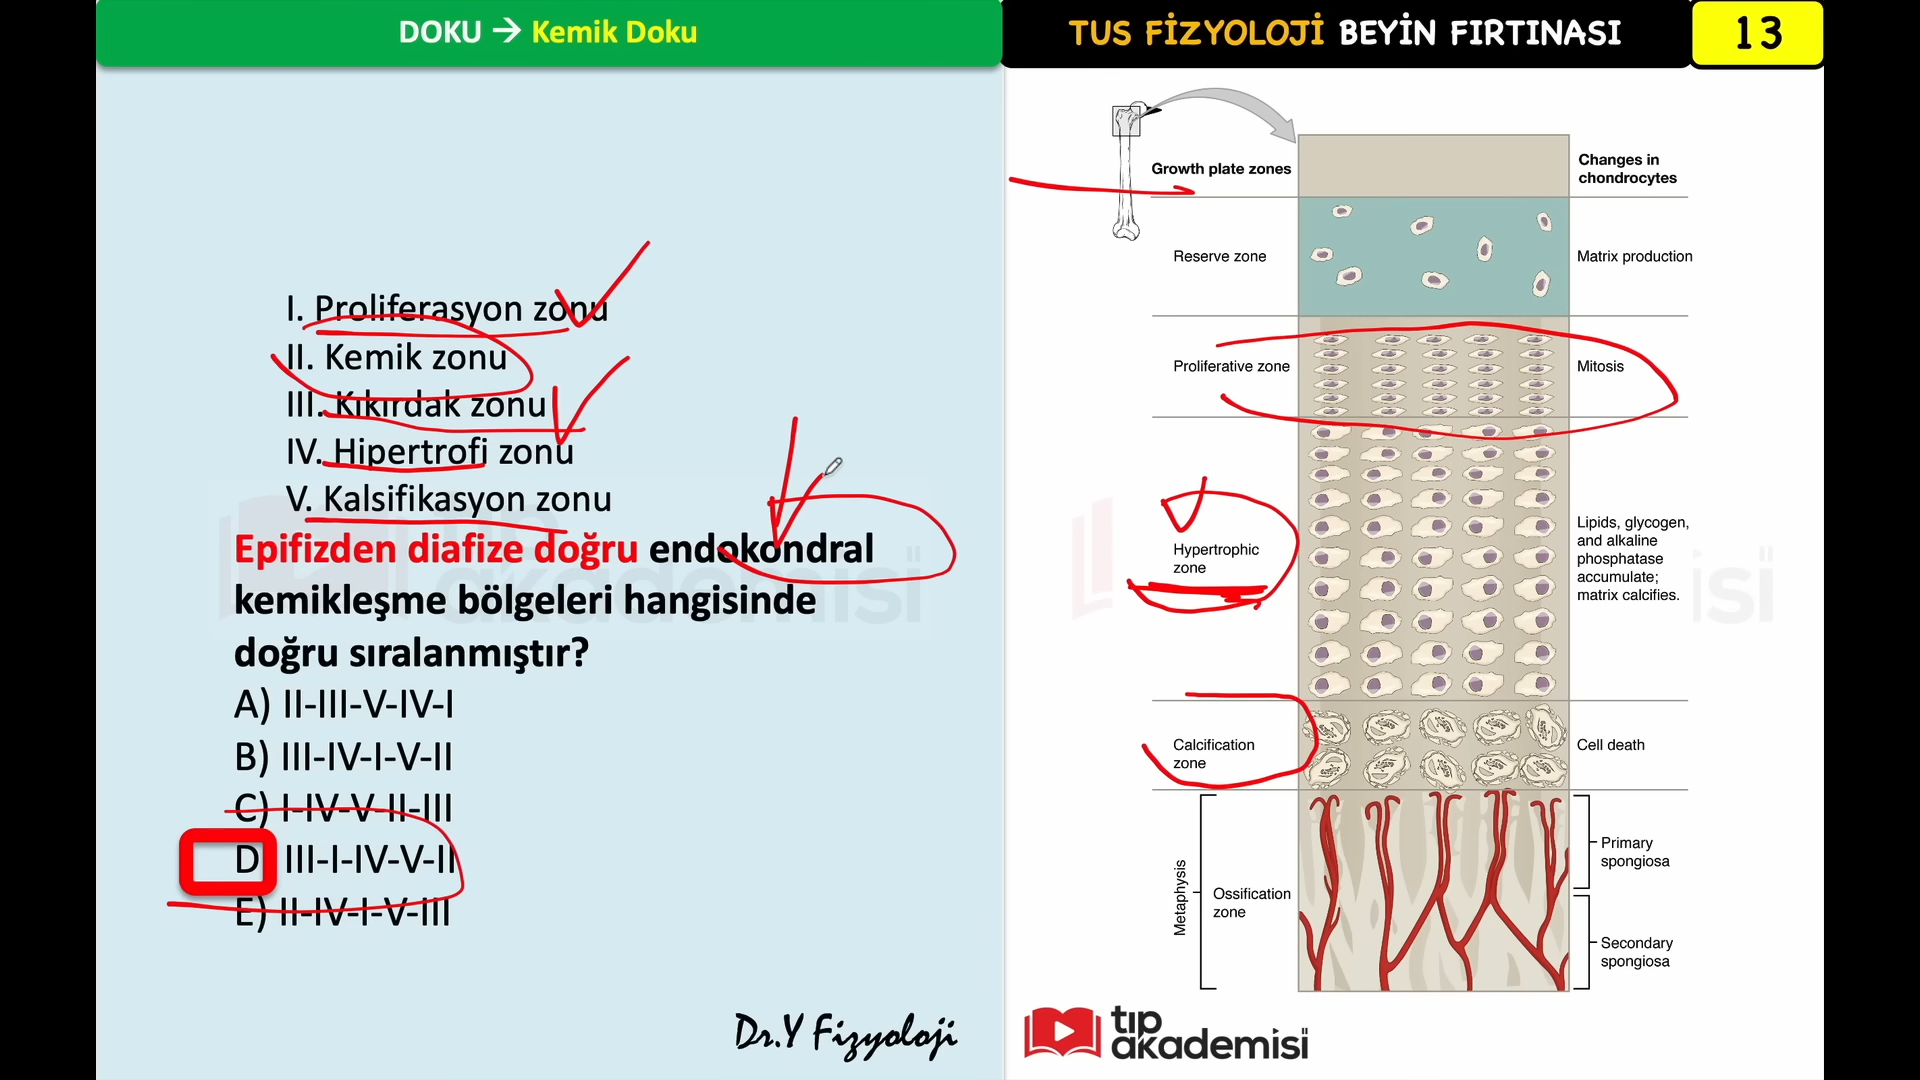 DOKU → Kemik Doku
TUS FİZYOLOJİ BEYİN FIRTINASI
13
I. Proliferasyon zonu
II. Kemik zonu
III. Kıkırdak zonu
IV. Hipertrofi zonu
V. Kalsifikasyon zonu
Epifizden diafize doğru endokondral
kemikleşme bölgeleri hangisinde
doğru sıralanmıştır?
A) II-III-V-IV-I
B) III-IV-I-V-II
C) I-IV-V-II-III
D III-I-IV-V-II
E) II-IV-I-V-III
Dr.Y Fizyoloji
Growth plate zones
Changes in
chondrocytes
Reserve zone
Matrix production
Proliferative zone
Mitosis
Hypertrophic
zone
Lipids, glycogen,
and alkaline
phosphatase
accumulate;
matrix calcifies.
Calcification
zone
Cell death
Metaphysis
Ossification
zone
Primary
spongiosa
Secondary
spongiosa
tıp
akademisi